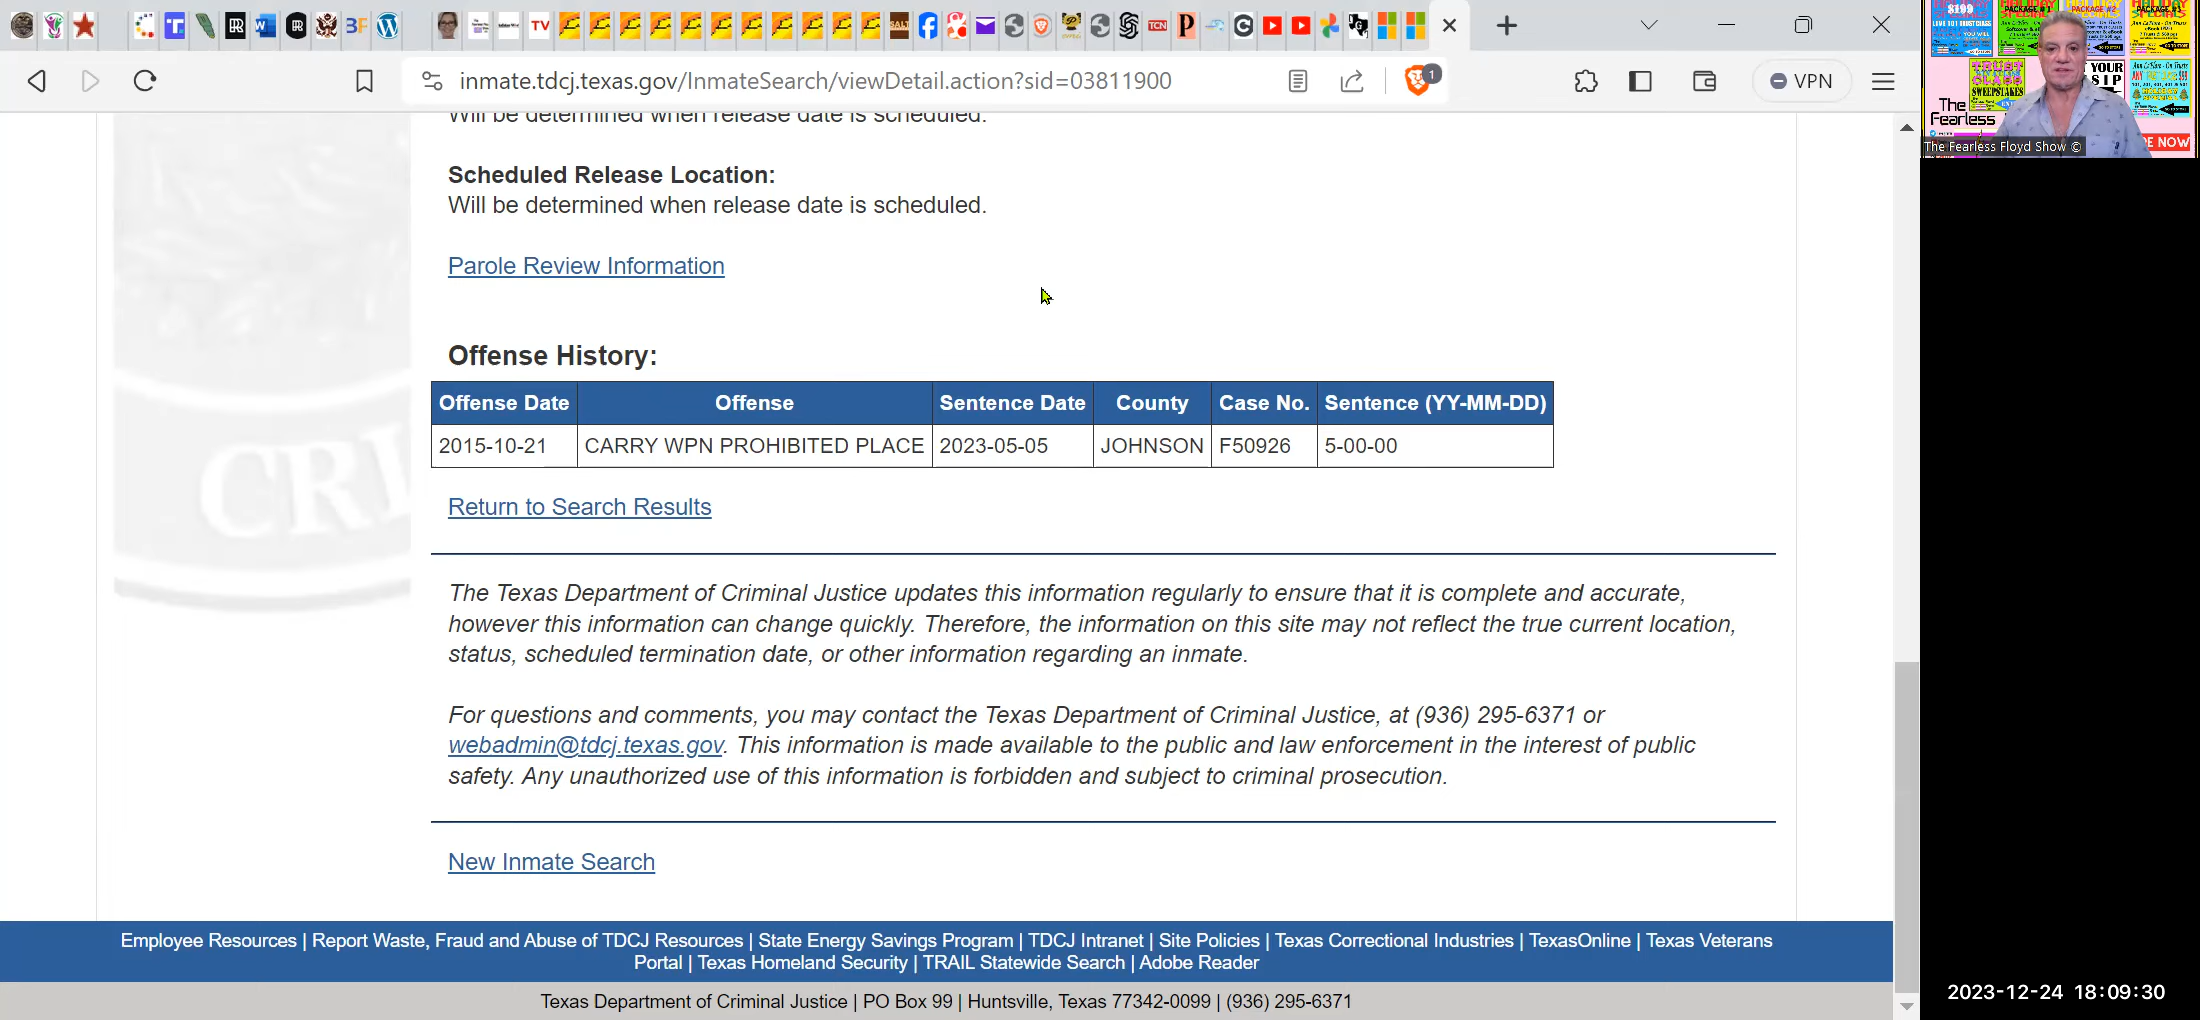 inmate.tdcj.texas.gov/InmateSearch/viewDetail.action?sid=03811900
1
VPN
Will be determined when release date is scheduled.
Scheduled Release Location:
Will be determined when release date is scheduled.
Parole Review Information
Offense History:
Offense Date Offense Sentence Date County Case No. Sentence (YY-MM-DD)
2015-10-21 CARRY WPN PROHIBITED PLACE 2023-05-05 JOHNSON F50926 5-00-00
Return to Search Results
The Texas Department of Criminal Justice updates this information regularly to ensure that it is complete and accurate,
however this information can change quickly. Therefore, the information on this site may not reflect the true current location,
status, scheduled termination date, or other information regarding an inmate.
For questions and comments, you may contact the Texas Department of Criminal Justice, at (936) 295-6371 or
webadmin@tdcj.texas.gov. This information is made available to the public and law enforcement in the interest of public
safety. Any unauthorized use of this information is forbidden and subject to criminal prosecution.
New Inmate Search
Employee Resources | Report Waste, Fraud and Abuse of TDCJ Resources | State Energy Savings Program | TDCJ Intranet | Site Policies | Texas Correctional Industries | TexasOnline | Texas Veterans
Portal | Texas Homeland Security | TRAIL Statewide Search | Adobe Reader
Texas Department of Criminal Justice | PO Box 99 | Huntsville, Texas 77342-0099 | (936) 295-6371
CRI
$199
PACKAGE #1
TRUST
CLASS
SWEEPSTAKES
The
Fearless
The Fearless Floyd Show ©
2023-12-24 18:09:30